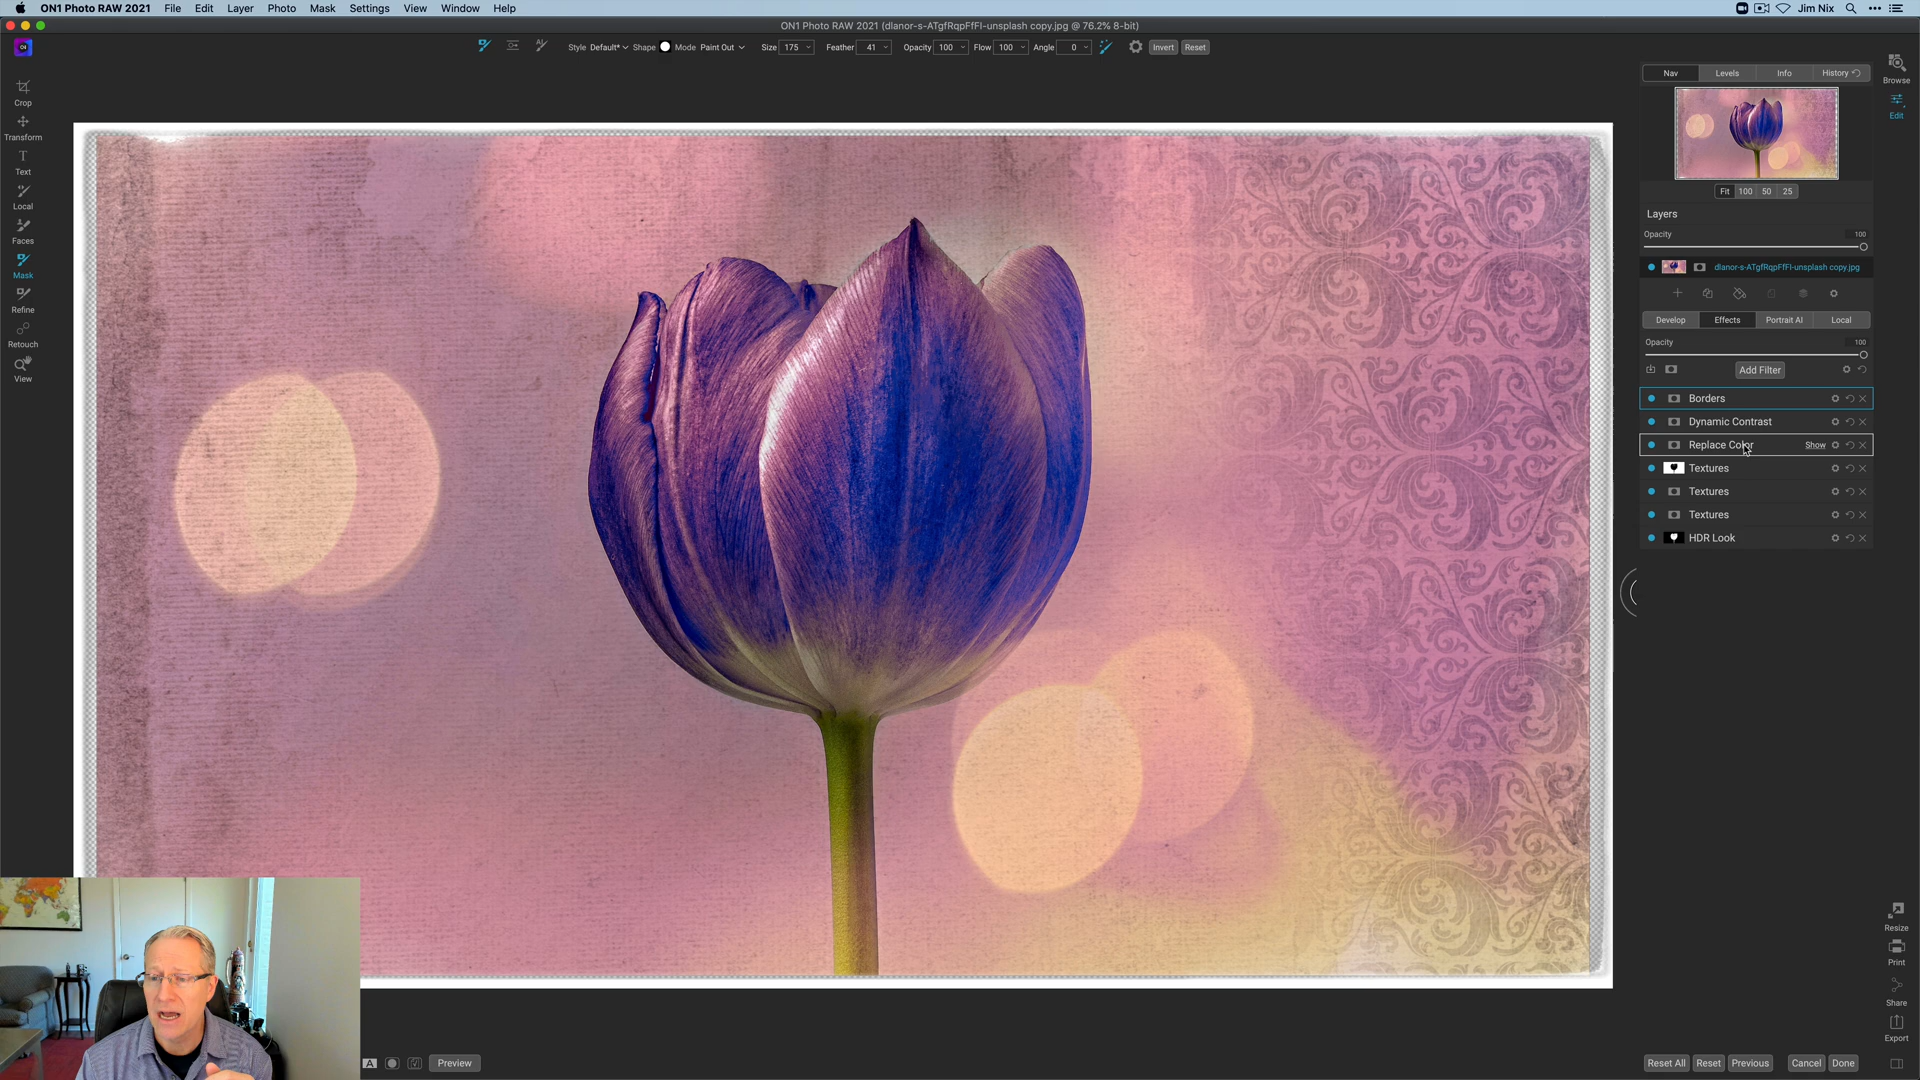 ON1 Photo RAW 2021 File Edit Layer Photo Mask Settings View Window Help Jim Nix
ON1 Photo RAW 2021 (dlanor-s-ATgfRqpFfFI-unsplash copy.jpg @ 76.2% 8-bit)
Style Default* Shape Mode Paint Out Size 175 Feather 41 Opacity 100 Flow 100 Angle 0 Invert Reset
Crop
Transform
Text
Local
Faces
Mask
Refine
Retouch
View
Nav Levels Info History
Browse
Edit
Fit 100 50 25
Layers
Opacity 100
dlanor-s-ATgfRqpFfFI-unsplash copy.jpg
Develop Effects Portrait AI Local
Opacity 100
Add Filter
Borders
Dynamic Contrast
Replace Color Show
Textures
Textures
Textures
HDR Look
Resize
Print
Share
Export
A Preview
Reset All Reset Previous Cancel Done